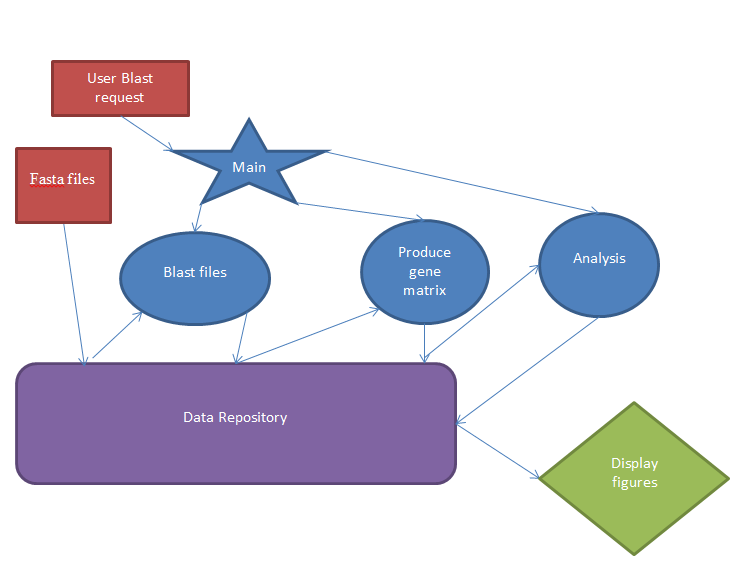 User Blast
request
Fasta files
Main
Blast files
Produce
gene
matrix
Analysis
Data Repository
Display
figures